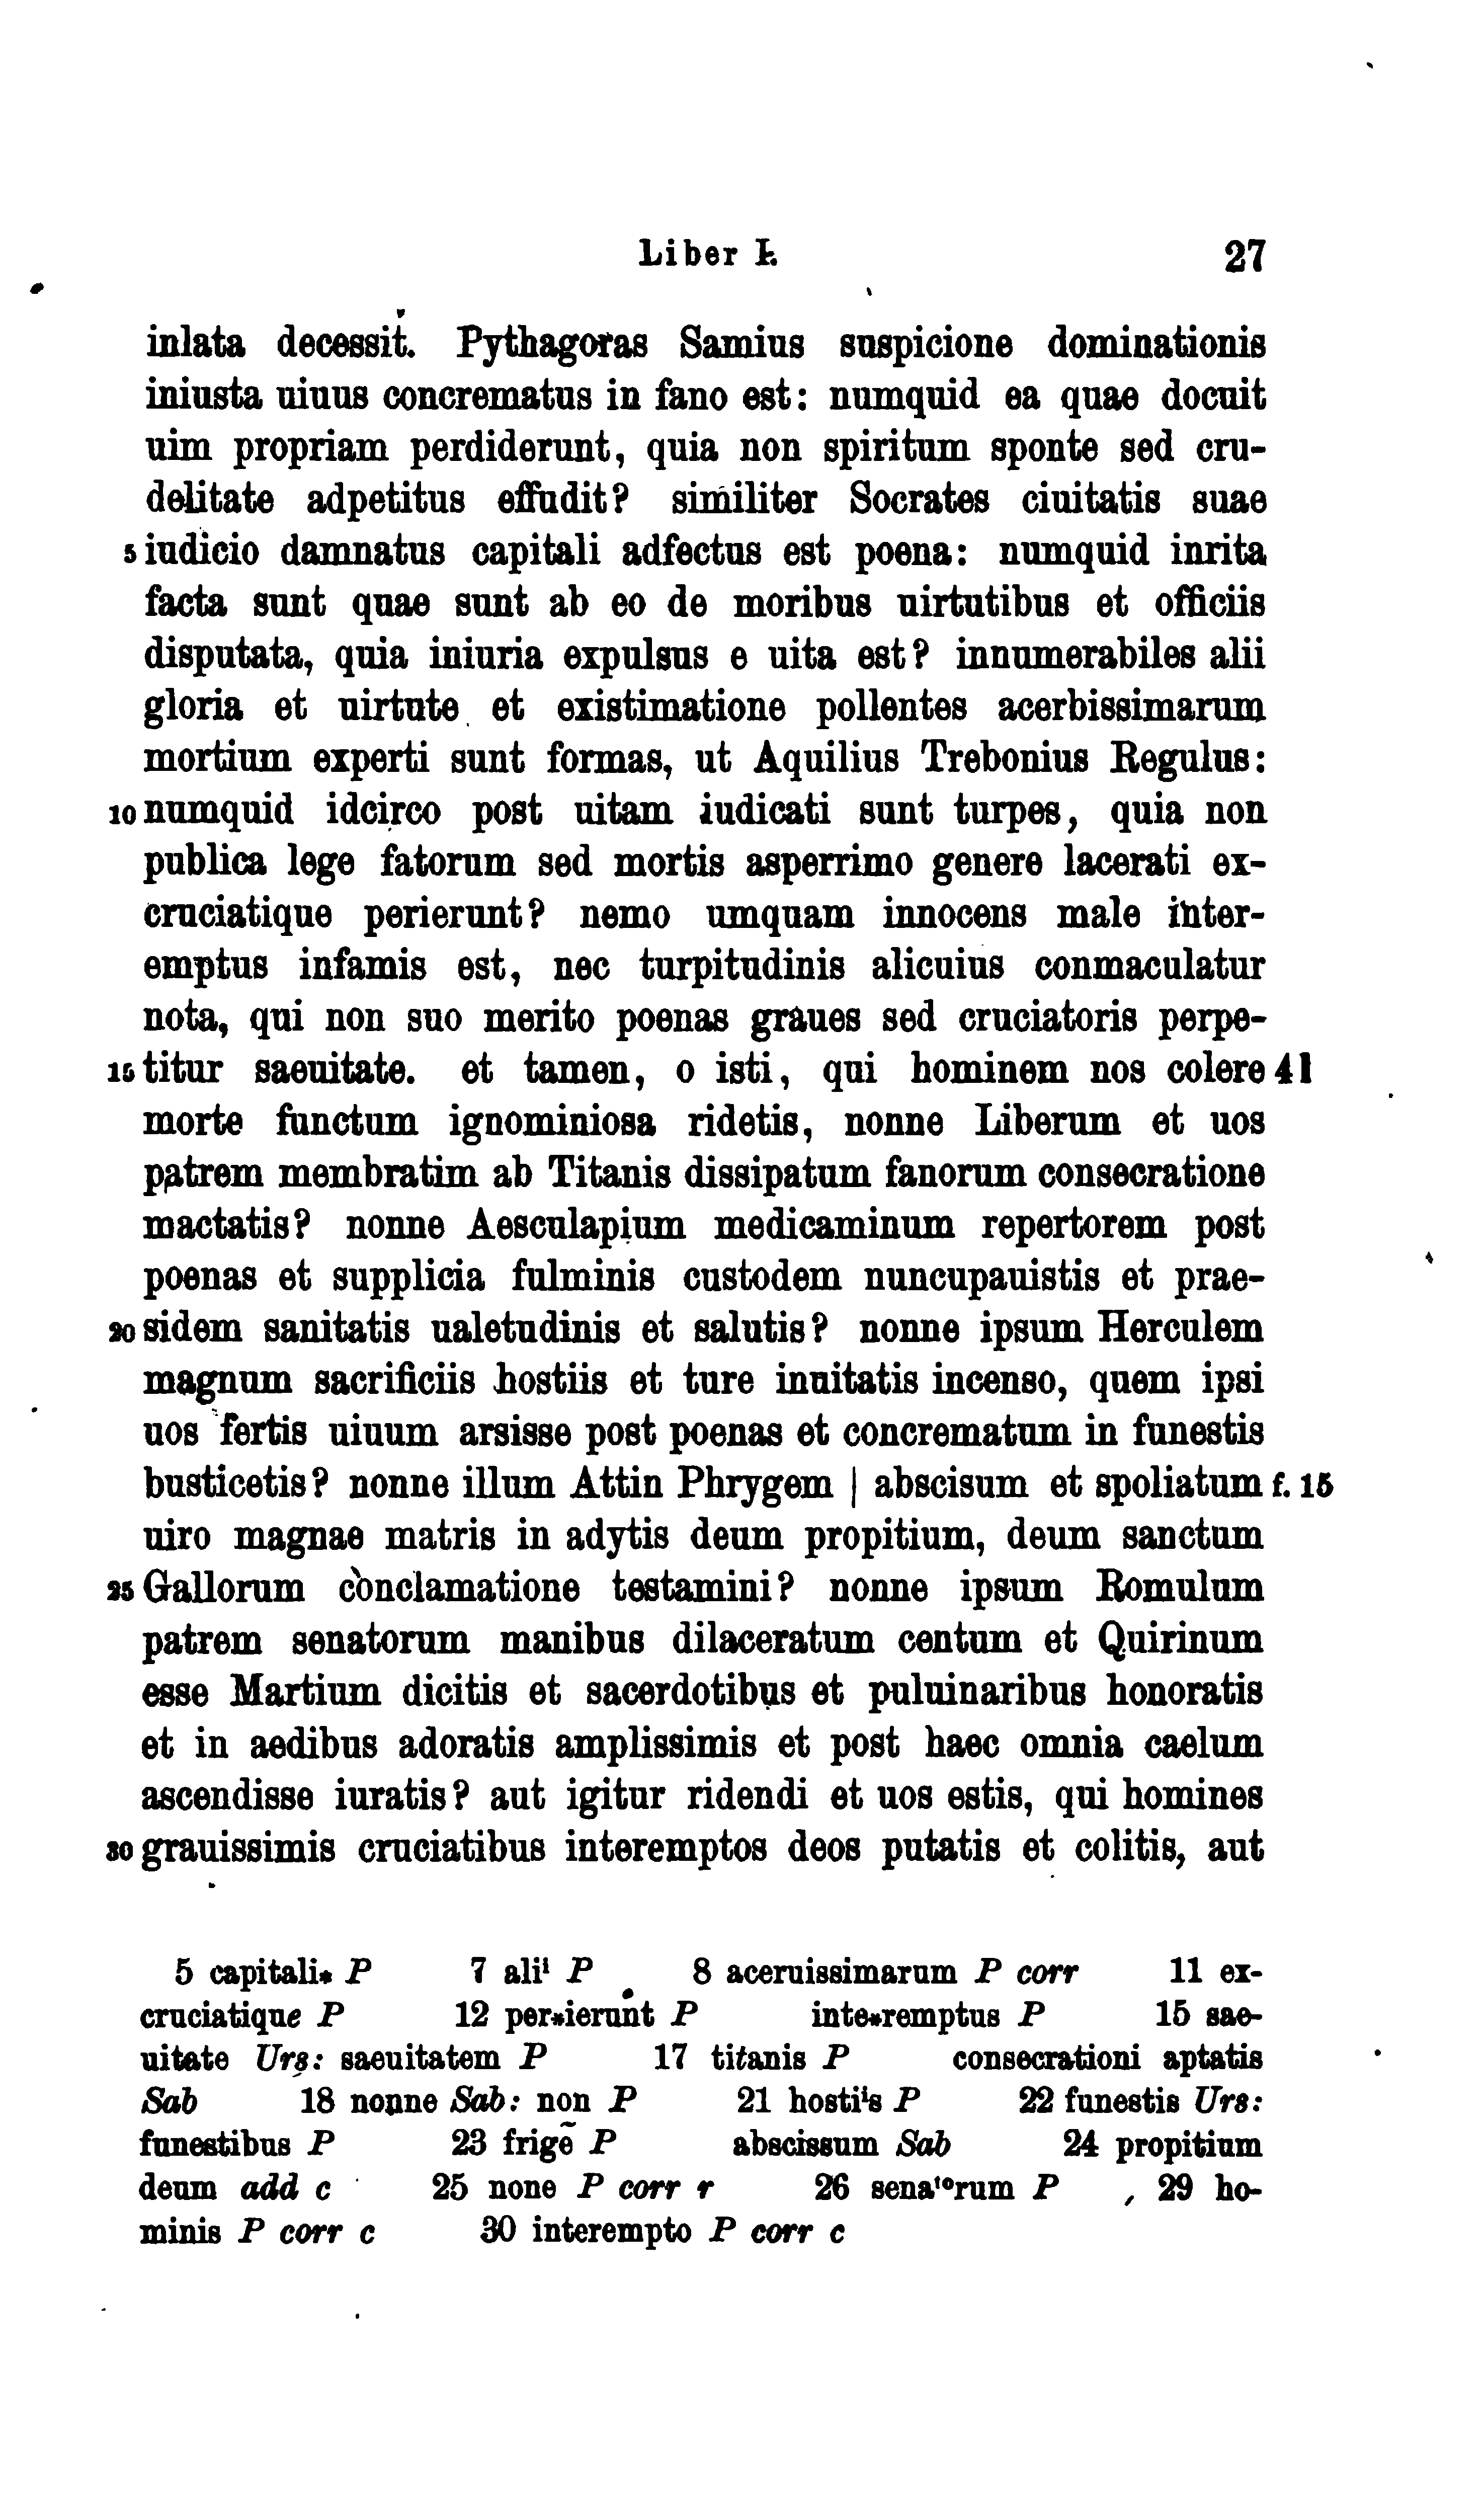 Liber I. 27
inlata decessit. Pythagoras Samius suspicione dominationis
iniusta uiuus concrematus in fano est: numquid ea quae docuit
uim propriam perdiderunt, quia non spiritum sponte sed cru-
delitate adpetitus effudit? similiter Socrates ciuitatis suae
5 iudicio damnatus capitali adfectus est poena: numquid inrita
facta sunt quae sunt ab eo de moribus uirtutibus et officiis
disputata, quia iniuria expulsus e uita est? innumerabiles alii
gloria et uirtute et existimatione pollentes acerbissimarum
mortium experti sunt formas, ut Aquilius Trebonius Regulus:
10 numquid idcirco post uitam iudicati sunt turpes, quia non
publica lege fatorum sed mortis asperrimo genere lacerati ex-
cruciatique perierunt? nemo umquam innocens male inter-
emptus infamis est, nec turpitudinis alicuius conmaculatur
nota, qui non suo merito poenas graues sed cruciatoris perpe-
15 titur saeuitate. et tamen, o isti, qui hominem nos colere 41
morte functum ignominiosa ridetis, nonne Liberum et uos
patrem membratim ab Titanis dissipatum fanorum consecratione
mactatis? nonne Aesculapium medicaminum repertorem post
poenas et supplicia fulminis custodem nuncupauistis et prae-
20 sidem sanitatis ualetudinis et salutis? nonne ipsum Herculem
magnum sacrificiis hostiis et ture inuitatis incenso, quem ipsi
uos fertis uiuum arsisse post poenas et concrematum in funestis
busticetis? nonne illum Attin Phrygem | abscisum et spoliatum f. 15
uiro magnae matris in adytis deum propitium, deum sanctum
25 Gallorum conclamatione testamini? nonne ipsum Romulum
patrem senatorum manibus dilaceratum centum et Quirinum
esse Martium dicitis et sacerdotibus et puluinaribus honoratis
et in aedibus adoratis amplissimis et post haec omnia caelum
ascendisse iuratis? aut igitur ridendi et uos estis, qui homines
30 grauissimis cruciatibus interemptos deos putatis et colitis, aut
5 capitali* P 7 aliⁱ P 8 aceruissimarum P corr 11 ex-
cruciatique P 12 per*ierunt P inte*remptus P 15 sae-
uitate Urs: saeuitatem P 17 titanis P consecrationi aptatis
Sab 18 nonne Sab: non P 21 hostiⁱs P 22 funestis Urs:
funestibus P 23 frigẽ P abscissum Sab 24 propitium
deum add c 25 none P corr r 26 senaᵗᵒrum P 29 ho-
minis P corr c 30 interempto P corr c